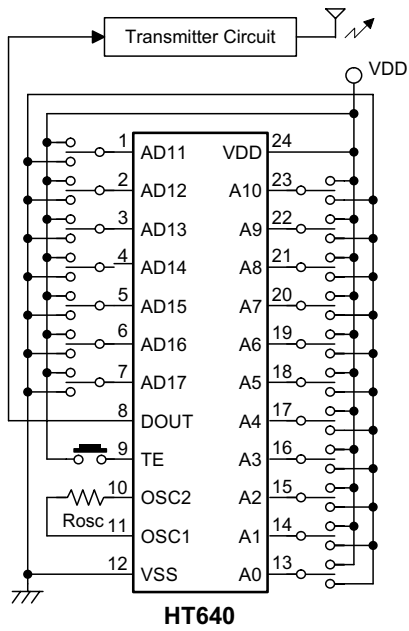 Transmitter Circuit
VDD
1 AD11 VDD 24
2 AD12 A10 23
3 AD13 A9 22
4 AD14 A8 21
5 AD15 A7 20
6 AD16 A6 19
7 AD17 A5 18
8 DOUT A4 17
9 TE A3 16
10 OSC2 A2 15
Rosc
11 OSC1 A1 14
12 VSS A0 13
HT640